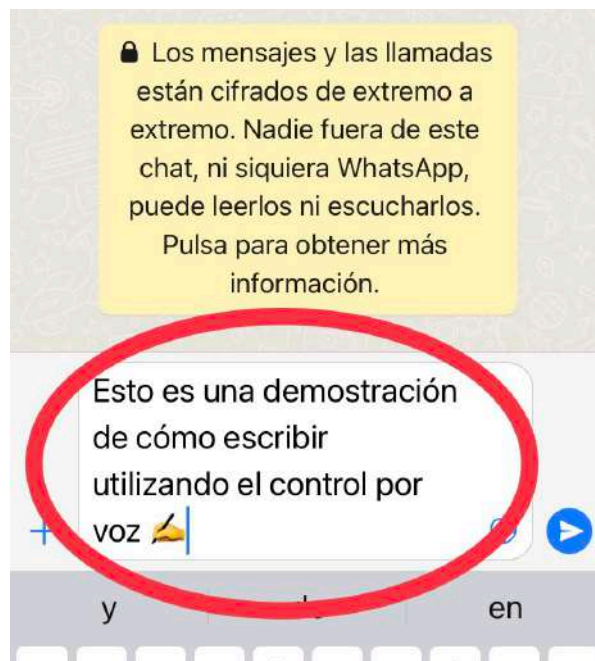 🔒 Los mensajes y las llamadas
están cifrados de extremo a
extremo. Nadie fuera de este
chat, ni siquiera WhatsApp,
puede leerlos ni escucharlos.
Pulsa para obtener más
información.
Esto es una demostración
de cómo escribir
utilizando el control por
voz ✍️
y en